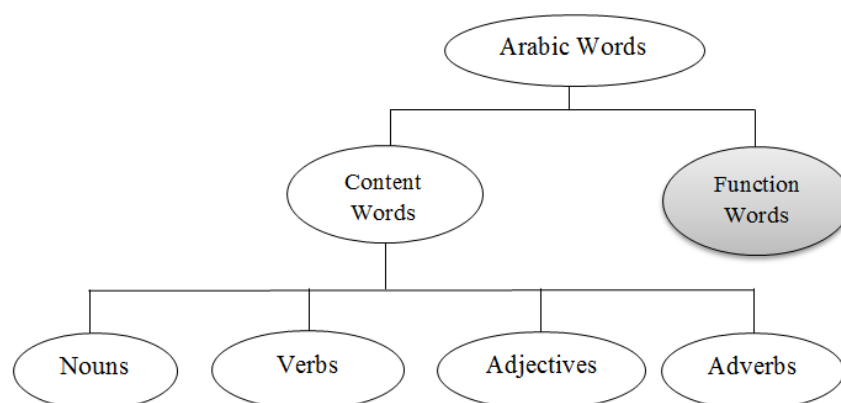 Arabic Words
Content
Words
Function
Words
Nouns
Verbs
Adjectives
Adverbs